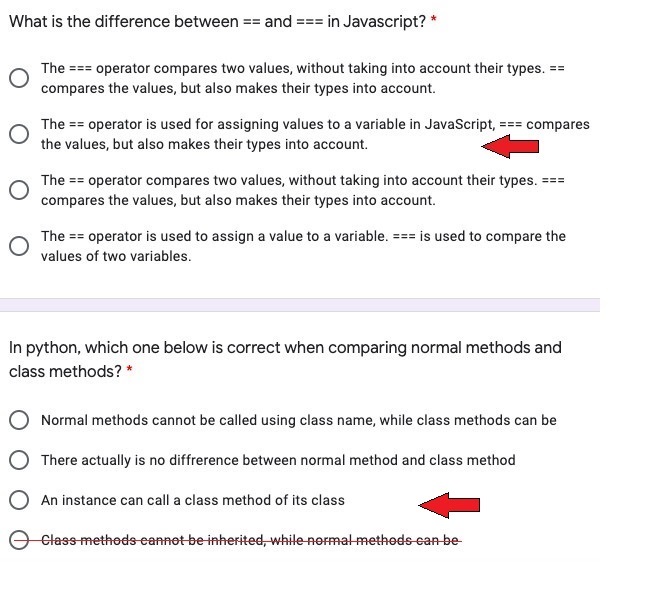 What is the difference between == and === in Javascript? *
The === operator compares two values, without taking into account their types. ==
compares the values, but also makes their types into account.
The == operator is used for assigning values to a variable in JavaScript, === compares
the values, but also makes their types into account.
The == operator compares two values, without taking into account their types. ===
compares the values, but also makes their types into account.
The == operator is used to assign a value to a variable. === is used to compare the
values of two variables.
In python, which one below is correct when comparing normal methods and
class methods? *
Normal methods cannot be called using class name, while class methods can be
There actually is no diffrerence between normal method and class method
An instance can call a class method of its class
Class methods cannot be inherited, while normal methods can be